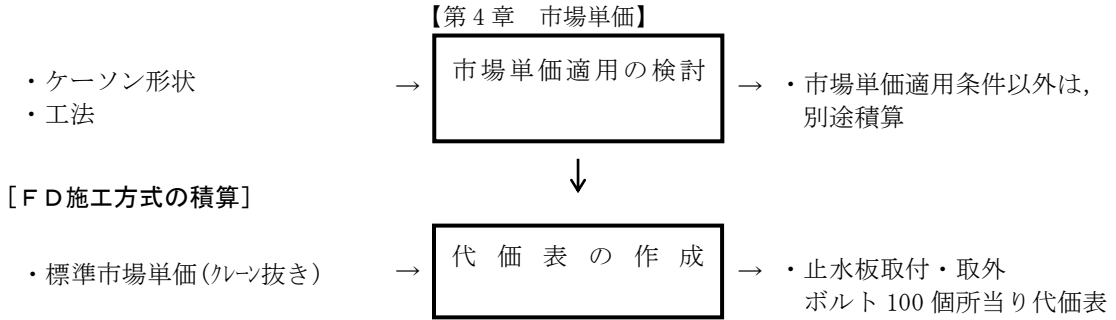 【第４章　市場単価】
・ケーソン形状
・工法
→
市場単価適用の検討
→
・市場単価適用条件以外は，
別途積算
↓
［ＦＤ施工方式の積算］
・標準市場単価(ｸﾚｰﾝ抜き)
→
代価表の作成
→
・止水板取付・取外
ボルト 100 個所当り代価表